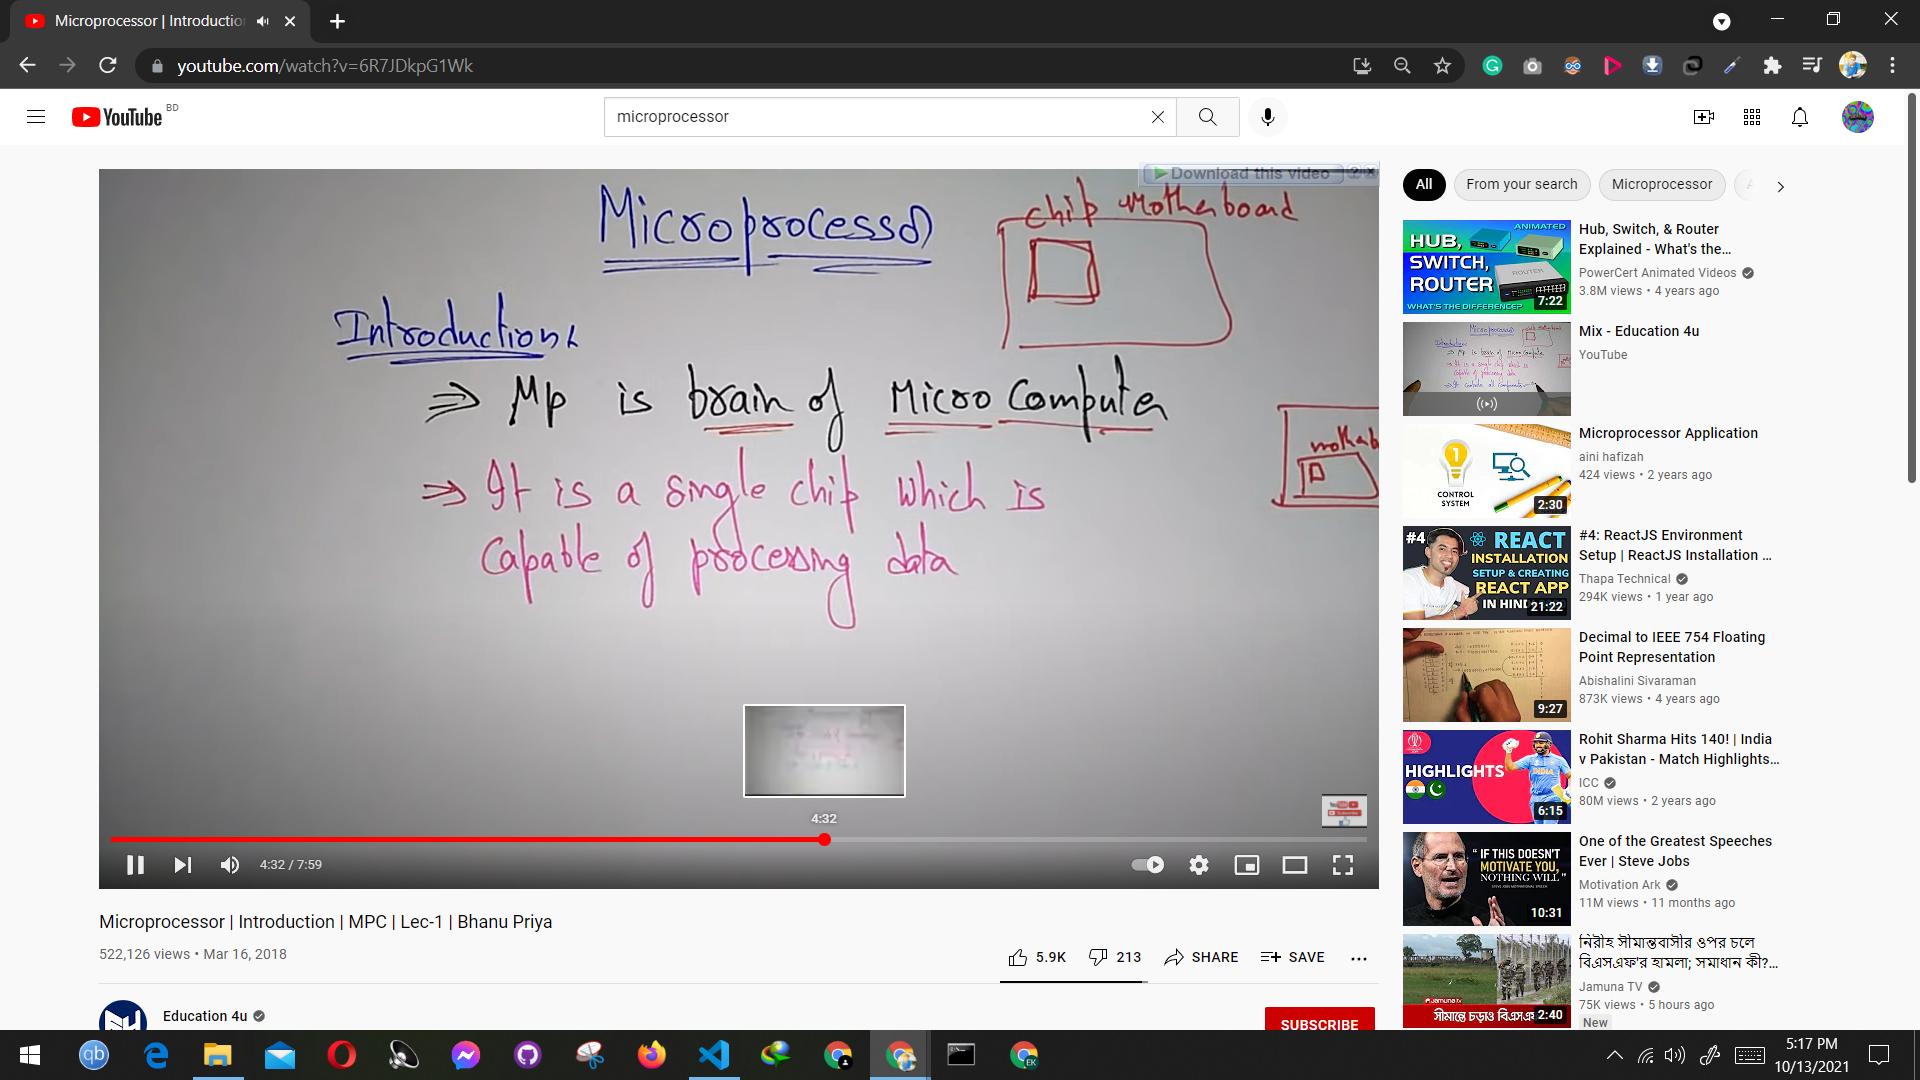 Microprocessor | Introduction
youtube.com/watch?v=6R7JDkpG1Wk
YouTube BD
microprocessor
Download this video ? x
Microprocessor
chip Motherboard
Introduction:
⇒ Mp is brain of Micro Computer
⇒ It is a single chip which is
Capable of processing data
4:32
4:32 / 7:59
Microprocessor | Introduction | MPC | Lec-1 | Bhanu Priya
522,126 views • Mar 16, 2018
5.9K 213 SHARE SAVE
Education 4u
SUBSCRIBE
All From your search Microprocessor
ANIMATED
HUB,
SWITCH,
ROUTER
ROUTER
WHAT'S THE DIFFERENCE?
7:22
Hub, Switch, & Router
Explained - What's the...
PowerCert Animated Videos
3.8M views • 4 years ago
Mix - Education 4u
YouTube
CONTROL
SYSTEM
2:30
Microprocessor Application
aini hafizah
424 views • 2 years ago
#4 REACT
INSTALLATION
SETUP & CREATING
REACT APP
IN HIND
21:22
#4: ReactJS Environment
Setup | ReactJS Installation ...
Thapa Technical
294K views • 1 year ago
9:27
Decimal to IEEE 754 Floating
Point Representation
Abishalini Sivaraman
873K views • 4 years ago
HIGHLIGHTS
INDIA
6:15
Rohit Sharma Hits 140! | India
v Pakistan - Match Highlights...
ICC
80M views • 2 years ago
" IF THIS DOESN'T
MOTIVATE YOU,
NOTHING WILL "
10:31
One of the Greatest Speeches
Ever | Steve Jobs
Motivation Ark
11M views • 11 months ago
Jamuna TV
সীমান্তে চড়াও বিএসএফ
2:40
নিরীহ সীমান্তবাসীর ওপর চলে
বিএসএফ'র হামলা; সমাধান কী?...
Jamuna TV
75K views • 5 hours ago
New
5:17 PM
10/13/2021